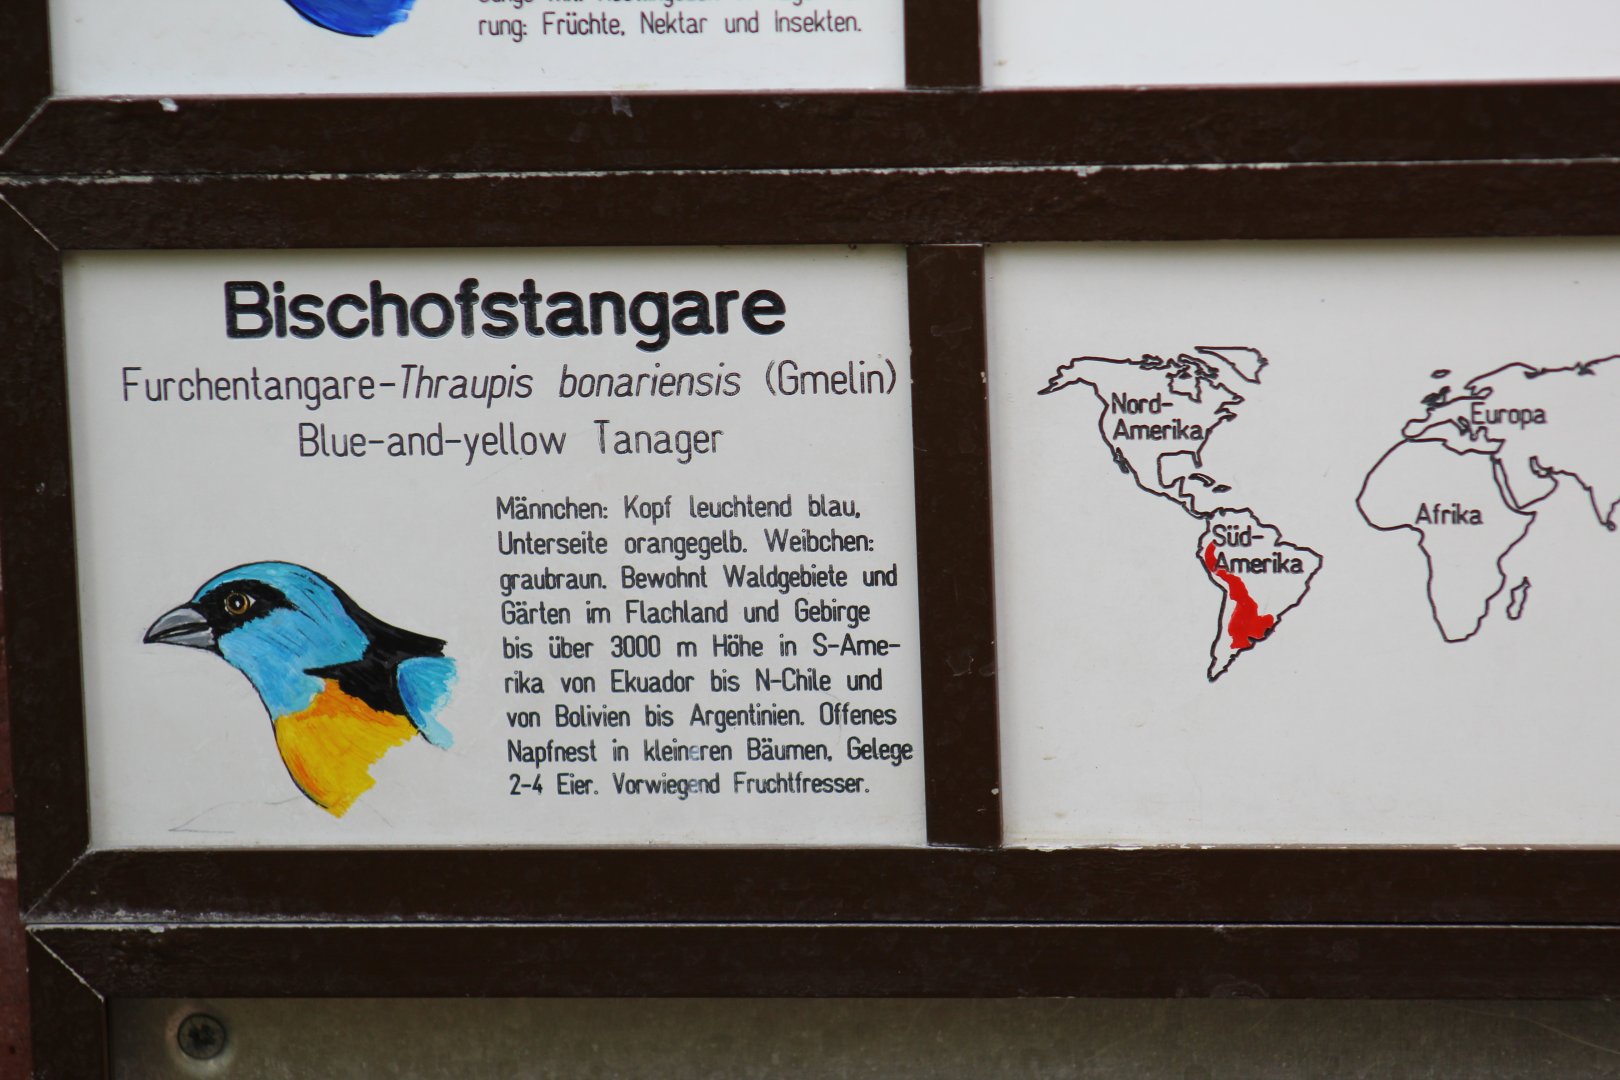 rung: Früchte, Nektar und Insekten.
Bischofstangare
Furchentangare-Thraupis bonariensis (Gmelin)
Blue-and-yellow Tanager
Männchen: Kopf leuchtend blau,
Unterseite orangegelb. Weibchen:
graubraun. Bewohnt Waldgebiete und
Gärten im Flachland und Gebirge
bis über 3000 m Höhe in S-Ame-
rika von Ekuador bis N-Chile und
von Bolivien bis Argentinien. Offenes
Napfnest in kleineren Bäumen, Gelege
2-4 Eier. Vorwiegend Fruchtfresser.
Nord-
Amerika
Süd-
Amerika
Europa
Afrika